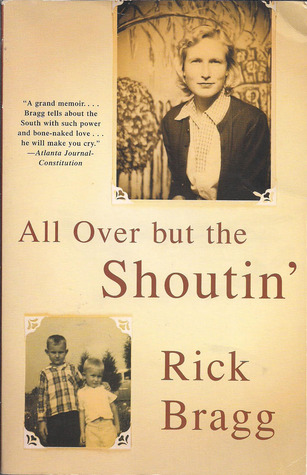 "A grand memoir. . . .
Bragg tells about the
South with such power
and bone-naked love . . .
he will make you cry."
—Atlanta Journal-
Constitution
All Over but the
Shoutin'
Rick
Bragg